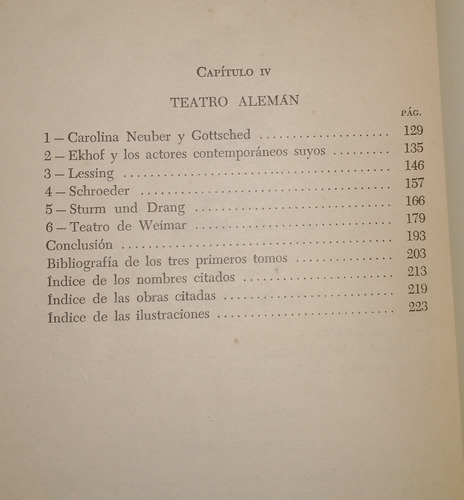 CAPÍTULO IV
TEATRO ALEMÁN
PÁG.
1 — Carolina Neuber y Gottsched .................... 129
2 — Ekhof y los actores contemporáneos suyos ....... 135
3 — Lessing ........................................ 146
4 — Schroeder ...................................... 157
5 — Sturm und Drang ................................ 166
6 — Teatro de Weimar ............................... 179
Conclusión ......................................... 193
Bibliografía de los tres primeros tomos ............ 203
Índice de los nombres citados ...................... 213
Índice de las obras citadas ........................ 219
Índice de las ilustraciones ........................ 223